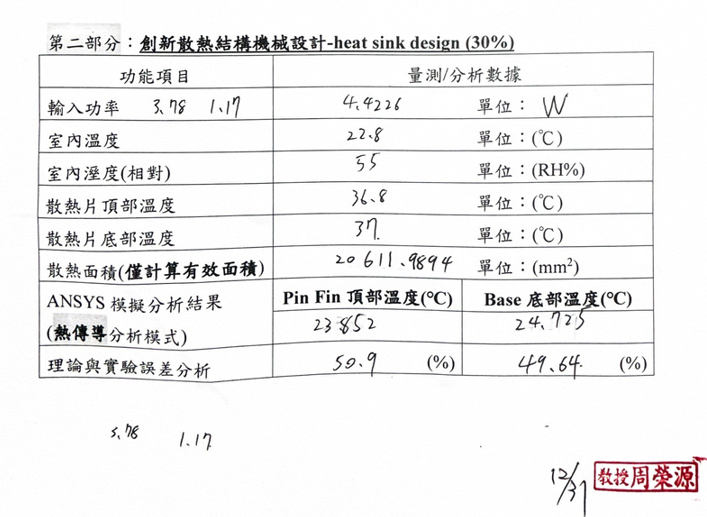 第二部分：創新散熱結構機械設計-heat sink design (30%)
功能項目 量測/分析數據
輸入功率 3.78 1.17 4.4226 單位： W
室內溫度 22.8 單位：(℃)
室內溼度(相對) 55 單位：(RH%)
散熱片頂部溫度 36.8 單位：(℃)
散熱片底部溫度 37 單位：(℃)
散熱面積(僅計算有效面積) 20611.9894 單位：(mm²)
ANSYS 模擬分析結果 Pin Fin 頂部溫度(℃) Base 底部溫度(℃)
(熱傳導分析模式) 23.852 24.725
理論與實驗誤差分析 50.9 (%) 49.64 (%)
3.78 1.17
12/31 教授周榮源